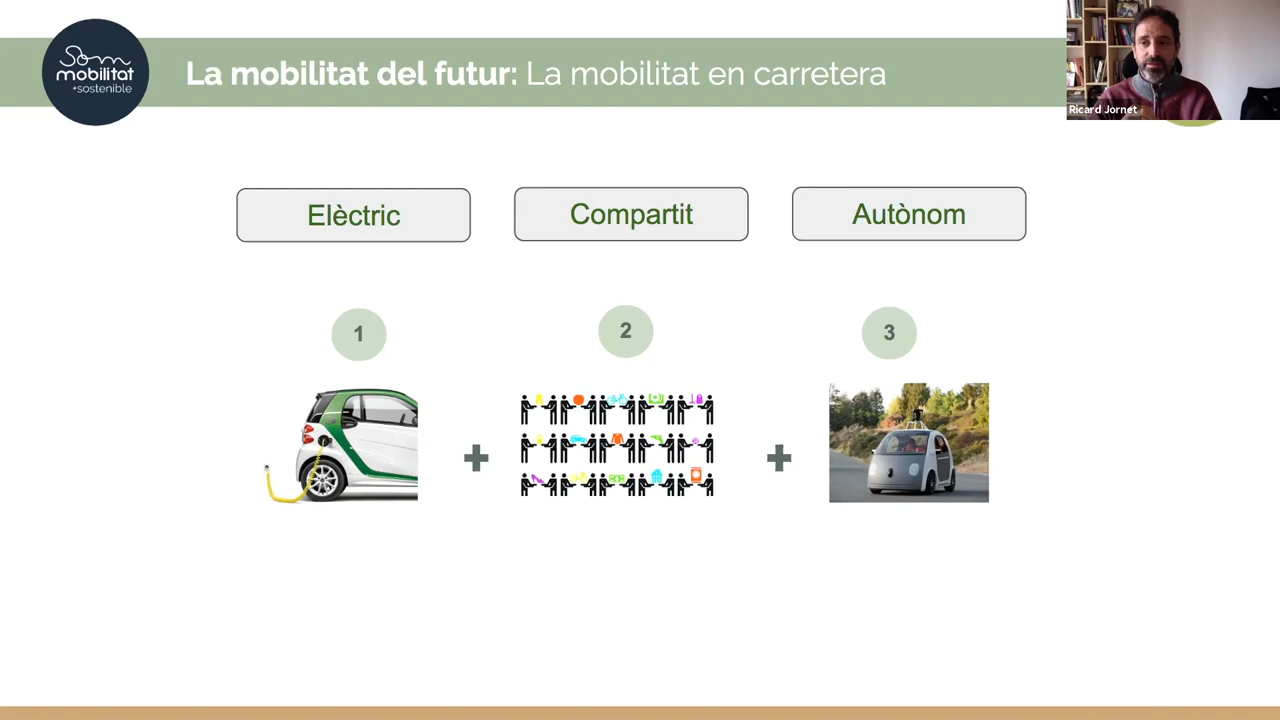 Som
mobilitat
+sostenible
La mobilitat del futur: La mobilitat en carretera
Ricard Jornet
Elèctric
Compartit
Autònom
1
2
3